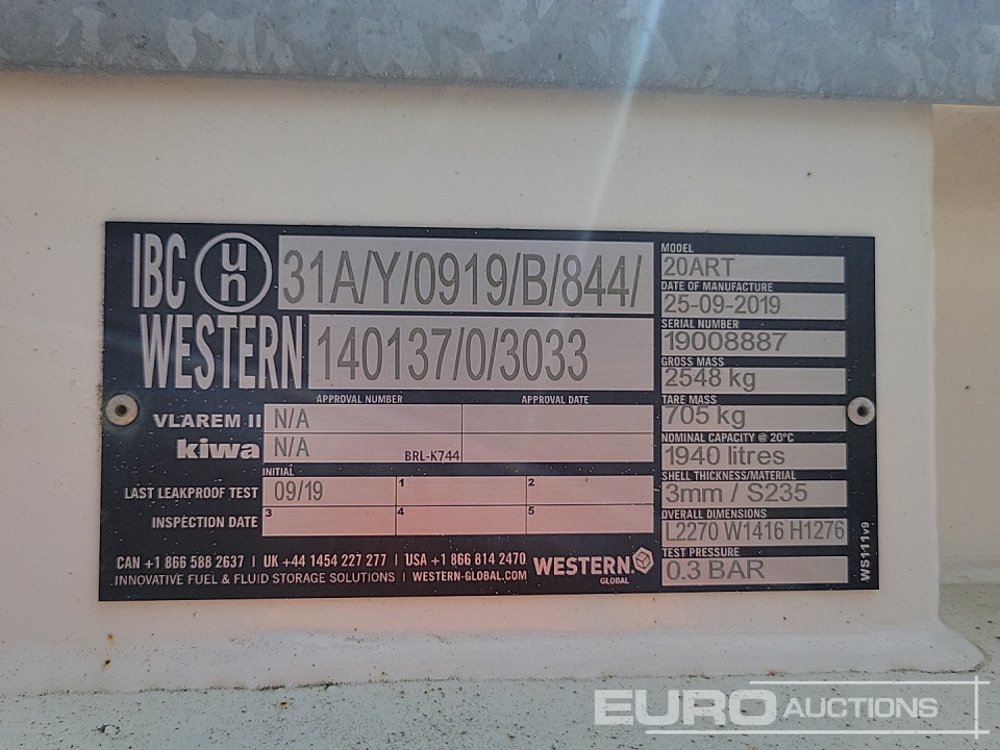 IBC un 31A/Y/0919/B/844/
WESTERN 140137/0/3033
APPROVAL NUMBER APPROVAL DATE
VLAREM II N/A
kiwa N/A BRL-K744
INITIAL
LAST LEAKPROOF TEST 09/19 1 2
INSPECTION DATE 3 4 5
CAN +1 866 588 2637 | UK +44 1454 227 277 | USA +1 866 814 2470
INNOVATIVE FUEL & FLUID STORAGE SOLUTIONS | WESTERN-GLOBAL.COM
WESTERN
GLOBAL
MODEL
20ART
DATE OF MANUFACTURE
25-09-2019
SERIAL NUMBER
19008887
GROSS MASS
2548 kg
TARE MASS
705 kg
NOMINAL CAPACITY @ 20°C
1940 litres
SHELL THICKNESS/MATERIAL
3mm / S235
OVERALL DIMENSIONS
L2270 W1416 H1276
TEST PRESSURE
0.3 BAR
WS111v9
EURO AUCTIONS